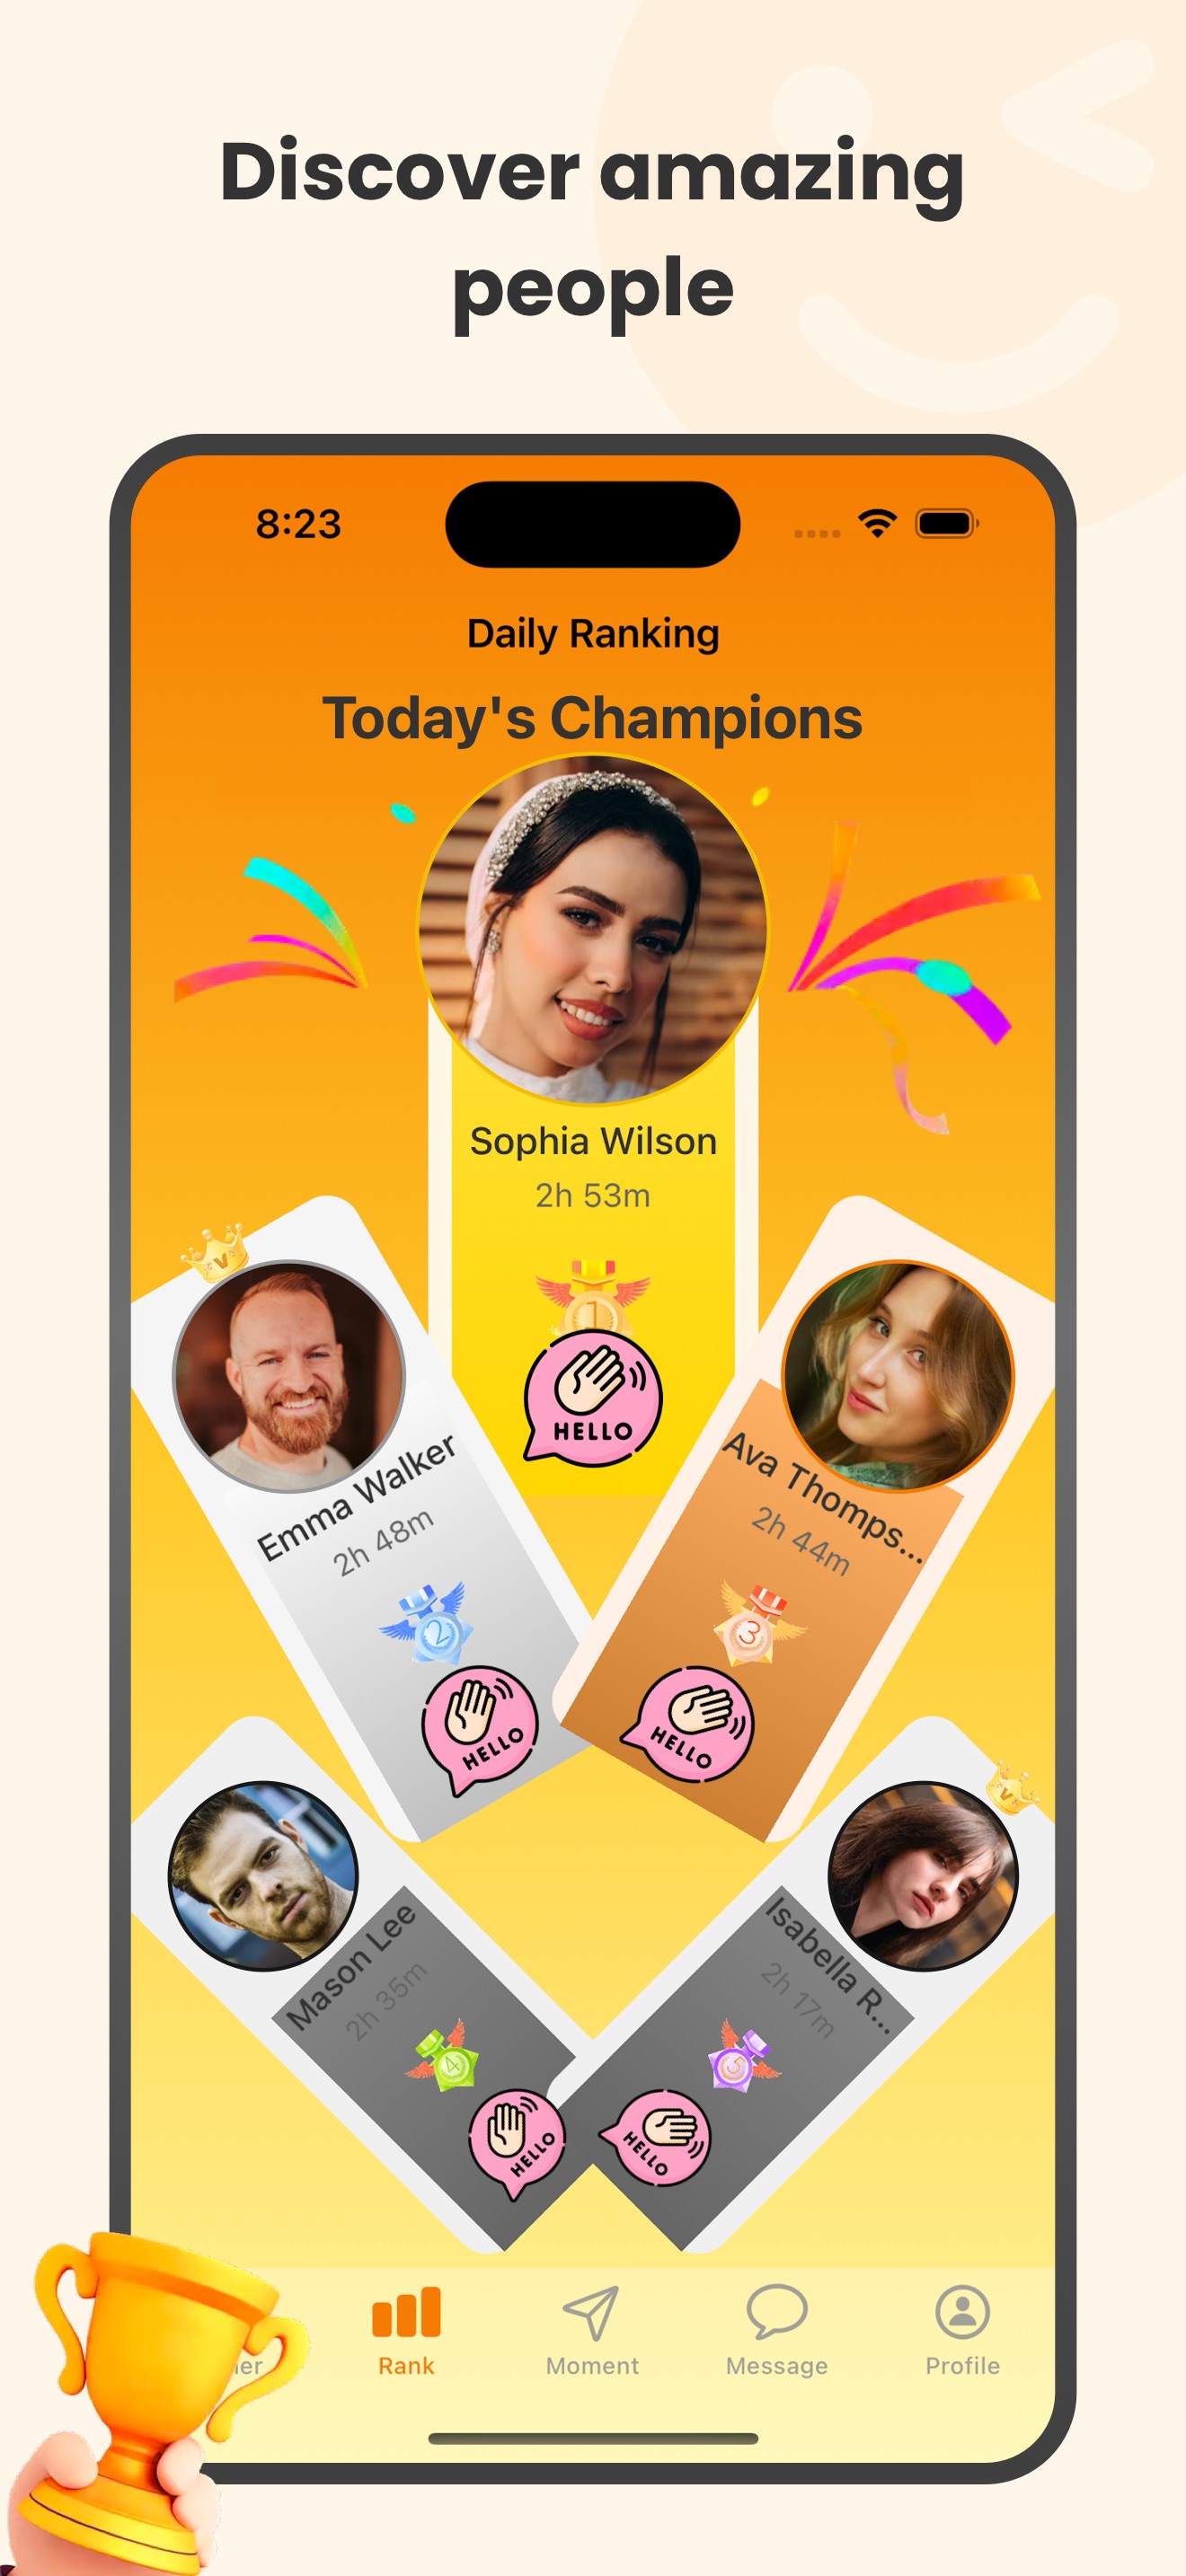 Discover amazing
people
8:23
Daily Ranking
Today's Champions
Sophia Wilson
2h 53m
1
HELLO
V
Emma Walker
2h 48m
2
HELLO
Ava Thomps...
2h 44m
3
HELLO
Mason Lee
2h 35m
4
HELLO
V
Isabella R...
2h 17m
5
HELLO
Rank
Moment
Message
Profile